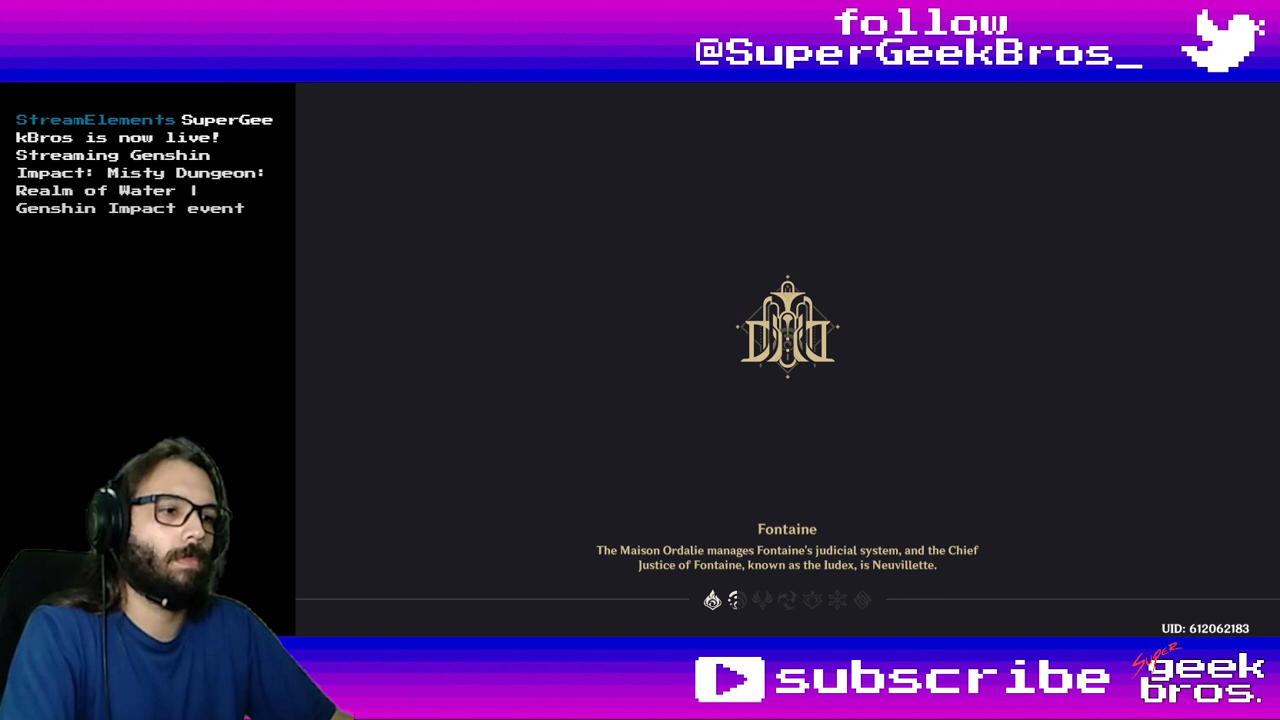 follow
@SuperGeekBros_
StreamElements SuperGee
kBros is now live!
Streaming Genshin
Impact: Misty Dungeon:
Realm of Water |
Genshin Impact event
Fontaine
The Maison Ordalie manages Fontaine's judicial system, and the Chief
Justice of Fontaine, known as the Iudex, is Neuvillette.
UID: 612062183
subscribe
SUPER
geek
bros.